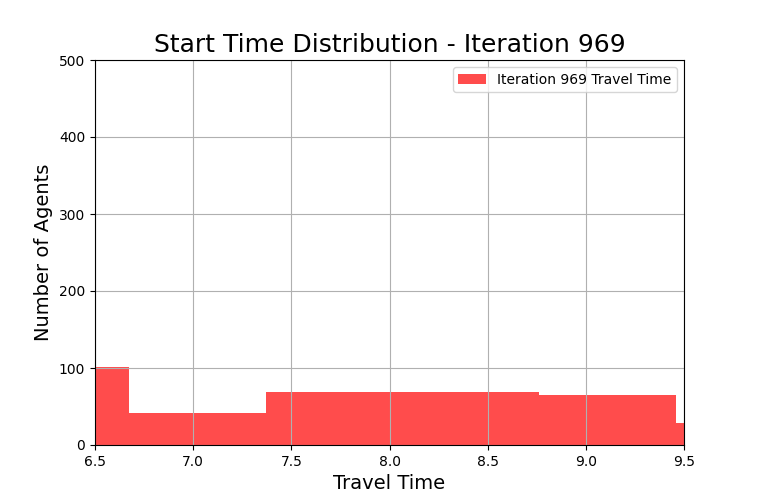 Start Time Distribution - Iteration 969
Iteration 969 Travel Time
Number of Agents
500
400
300
200
100
0
6.5 7.0 7.5 8.0 8.5 9.0 9.5
Travel Time